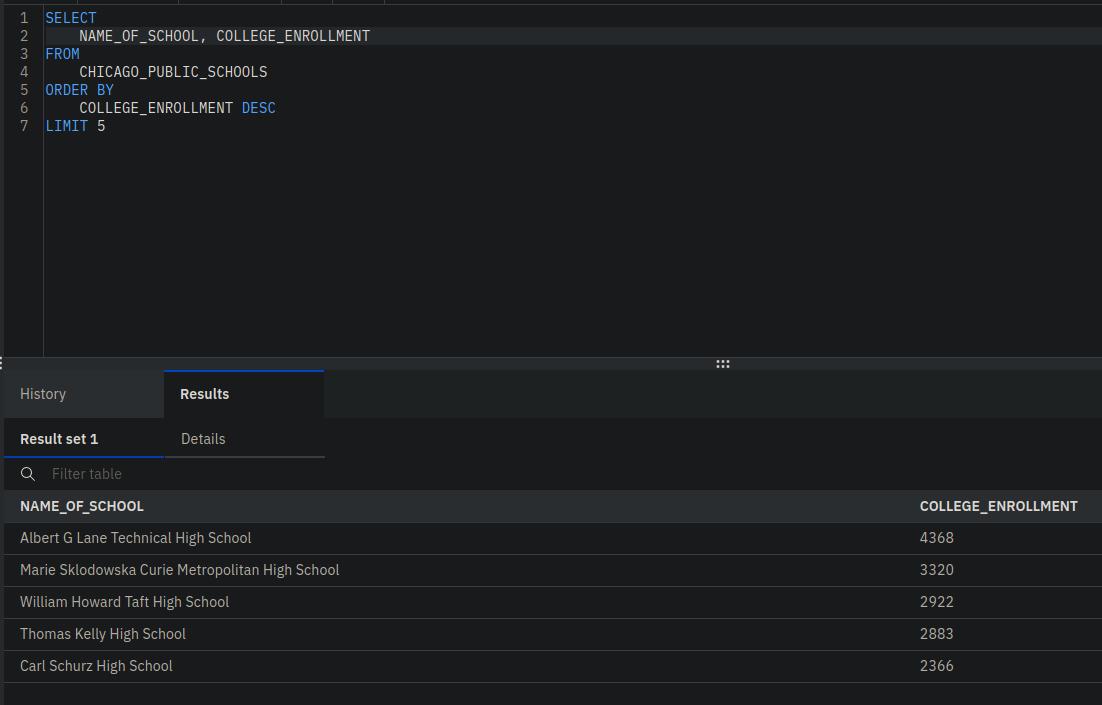 1 SELECT
2     NAME_OF_SCHOOL, COLLEGE_ENROLLMENT
3 FROM
4     CHICAGO_PUBLIC_SCHOOLS
5 ORDER BY
6     COLLEGE_ENROLLMENT DESC
7 LIMIT 5
History Results
Result set 1 Details
Filter table
NAME_OF_SCHOOL COLLEGE_ENROLLMENT
Albert G Lane Technical High School 4368
Marie Sklodowska Curie Metropolitan High School 3320
William Howard Taft High School 2922
Thomas Kelly High School 2883
Carl Schurz High School 2366